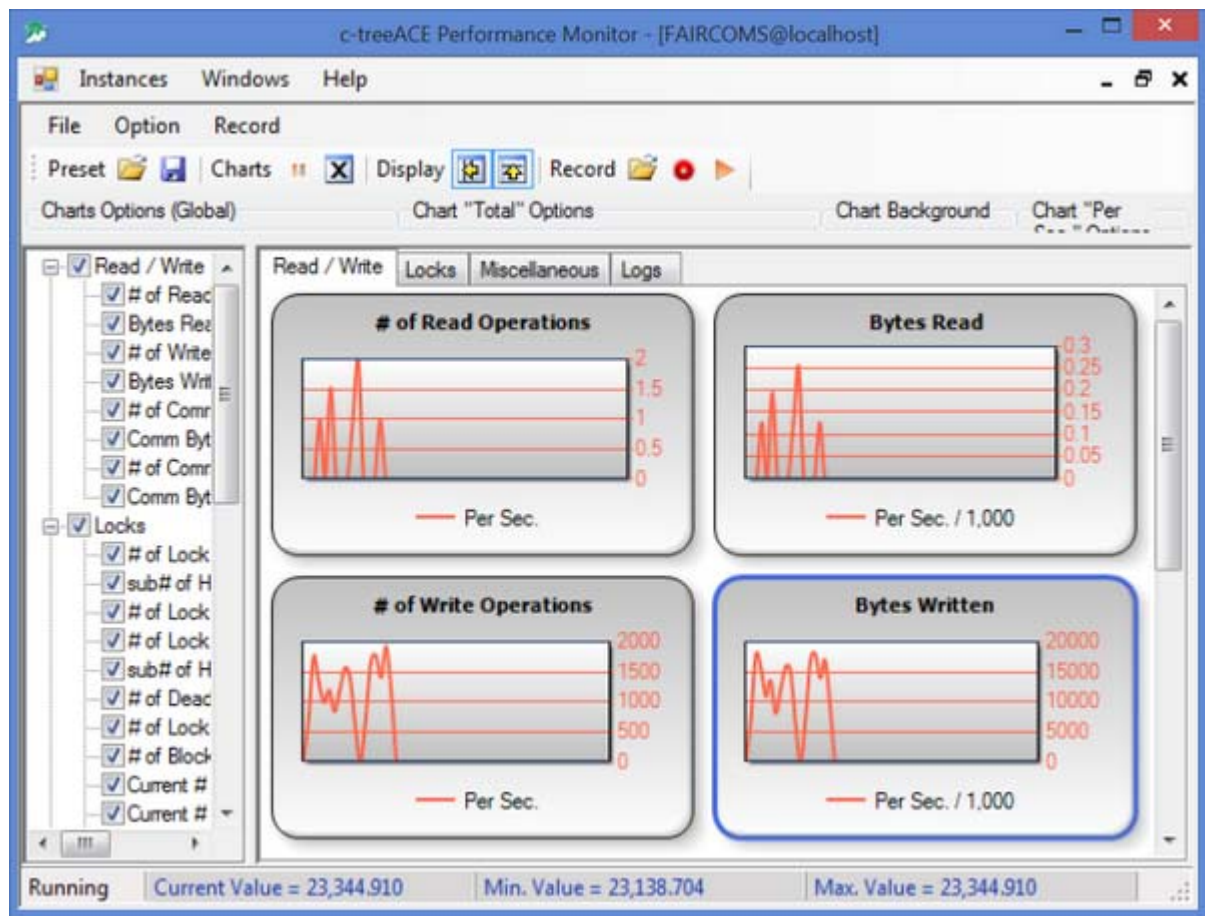 c-treeACE Performance Monitor - [FAIRCOMS@localhost]
Instances Windows Help
File Option Record
Preset Charts Display Record
Charts Options (Global) Chart "Total" Options Chart Background Chart "Per
Sec." Options
Read / Write
# of Read
Bytes Rea
# of Write
Bytes Writ
# of Comr
Comm Byt
# of Comr
Comm Byt
Locks
# of Lock
sub# of H
# of Lock
# of Lock
sub# of H
# of Deac
# of Lock
# of Block
Current #
Current #
Read / Write Locks Miscellaneous Logs
# of Read Operations
2
1.5
1
0.5
0
Per Sec.
Bytes Read
0.3
0.25
0.2
0.15
0.1
0.05
0
Per Sec. / 1,000
# of Write Operations
2000
1500
1000
500
0
Per Sec.
Bytes Written
20000
15000
10000
5000
0
Per Sec. / 1,000
Running Current Value = 23,344.910 Min. Value = 23,138.704 Max. Value = 23,344.910